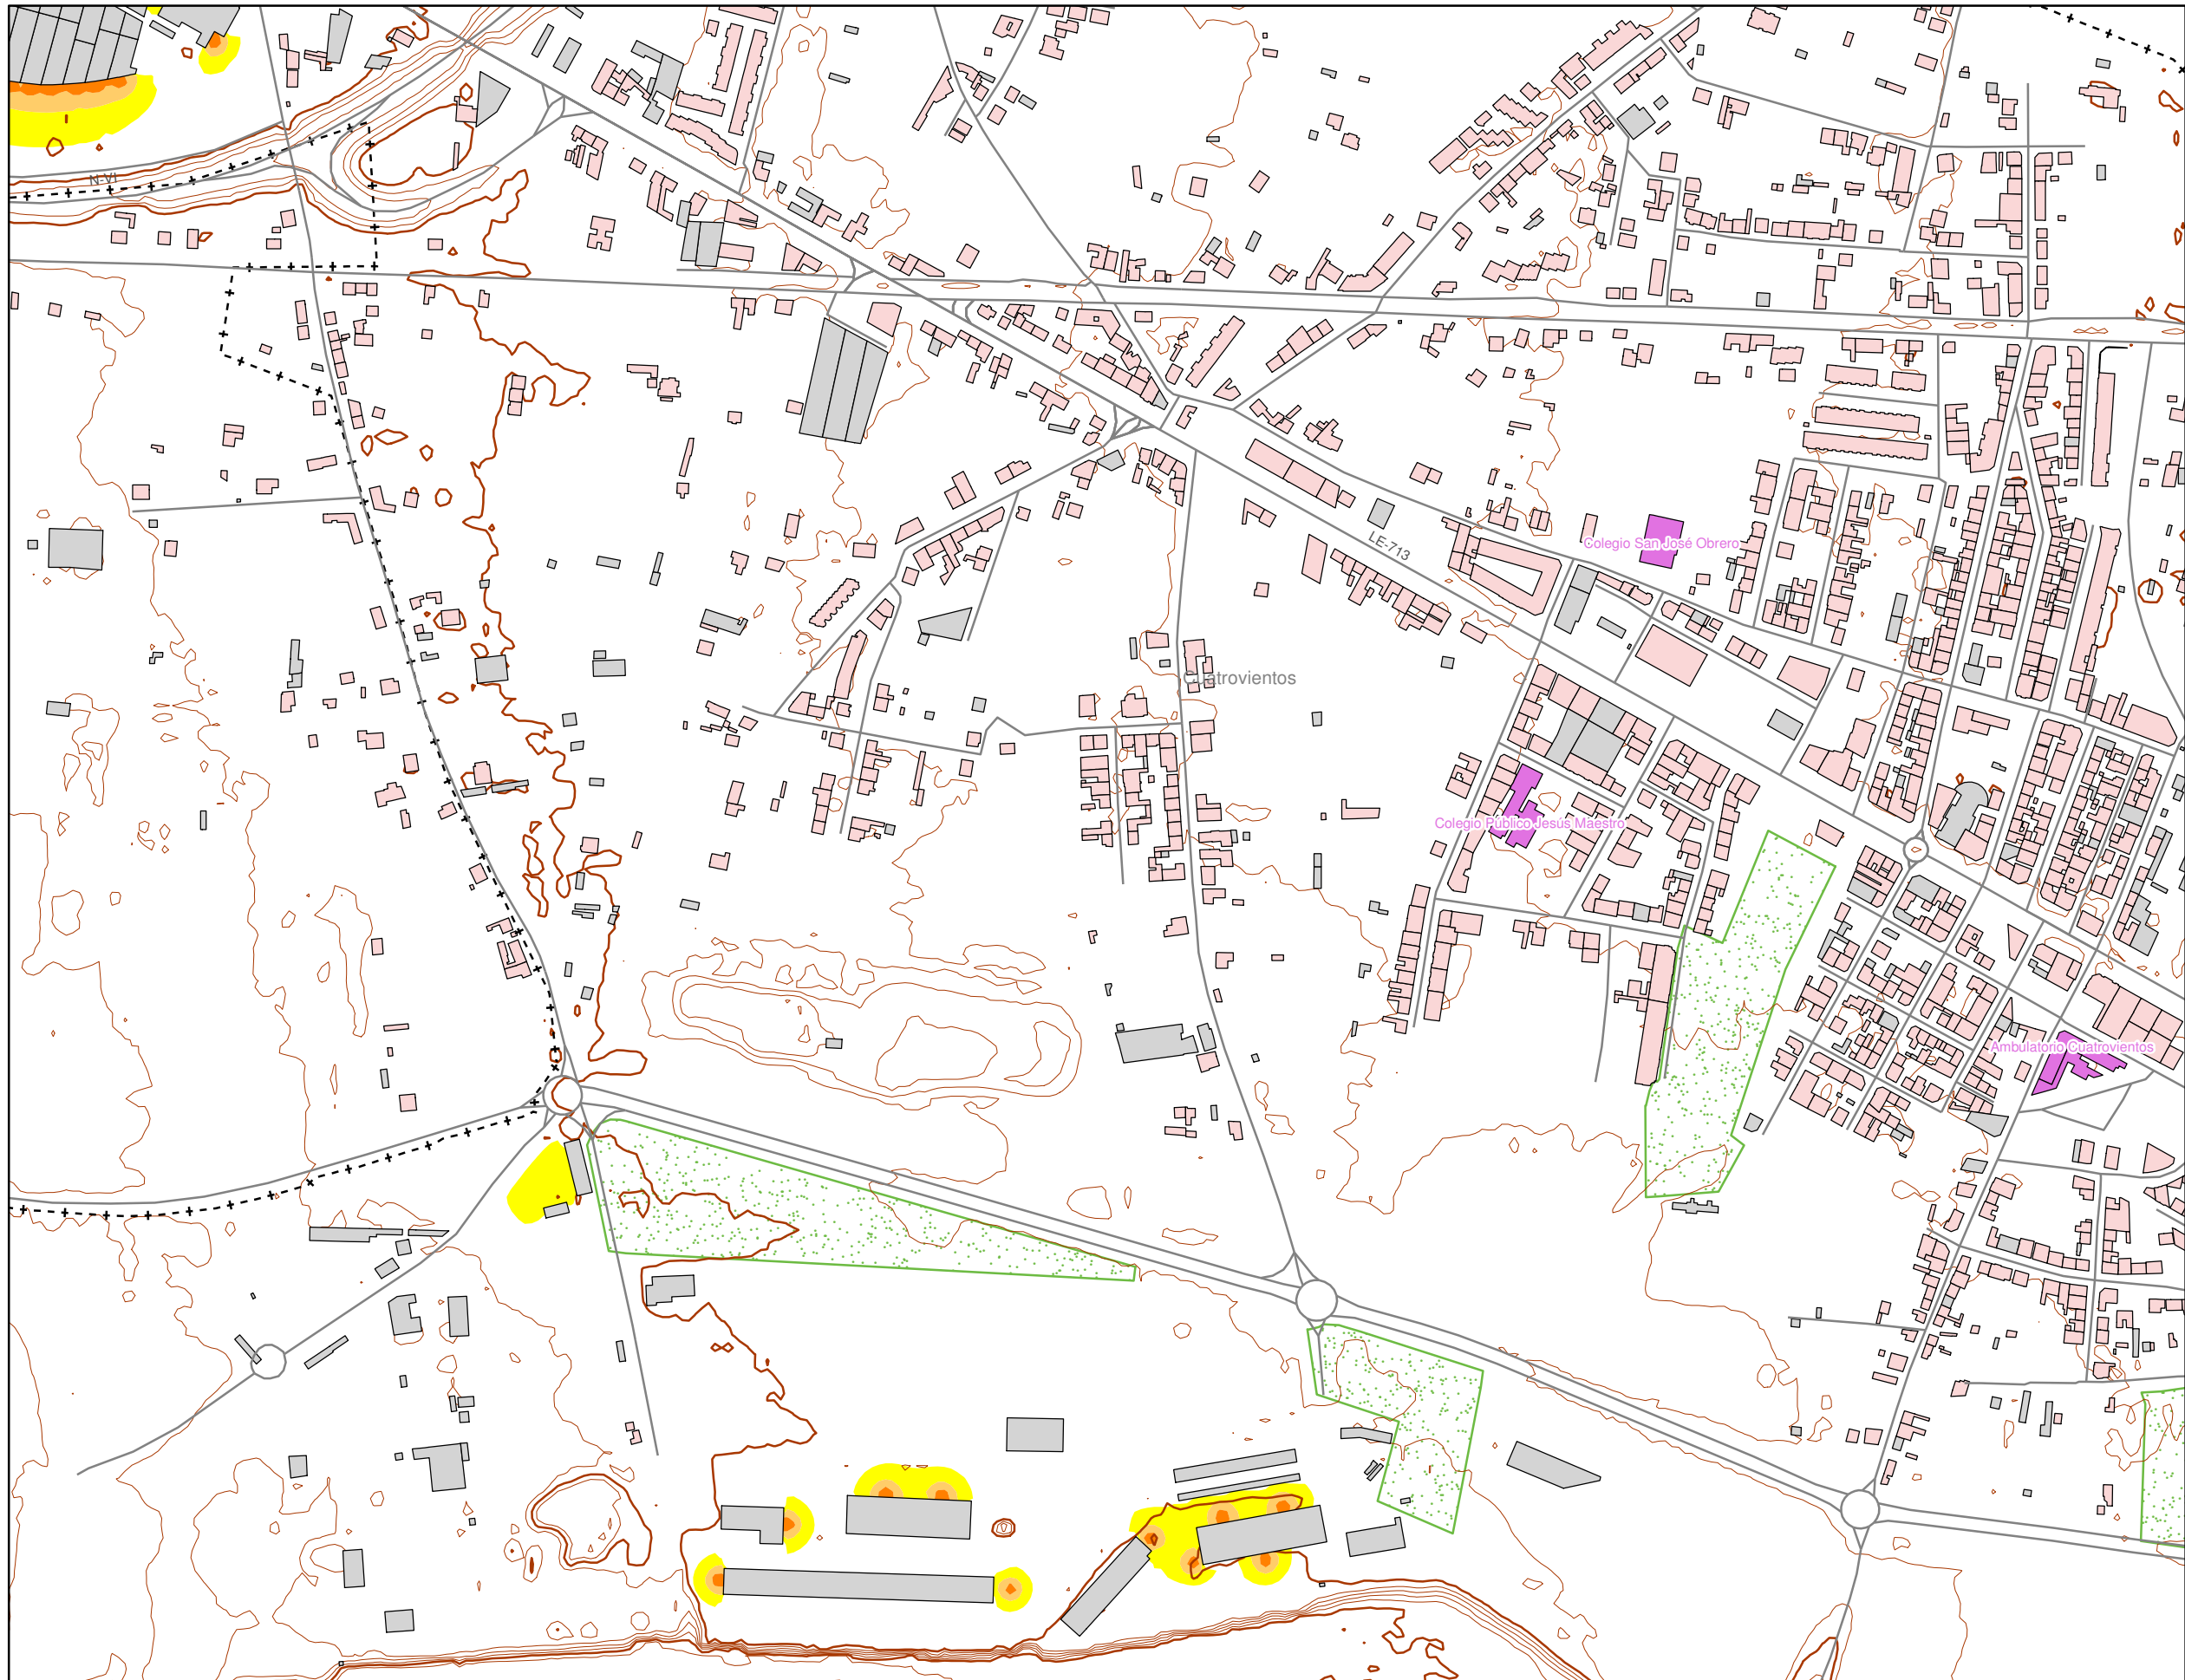 N-VI
LE-713
Colegio San José Obrero
Cuatrovientos
Colegio Público Jesús Maestro
Ambulatorio Cuatrovientos